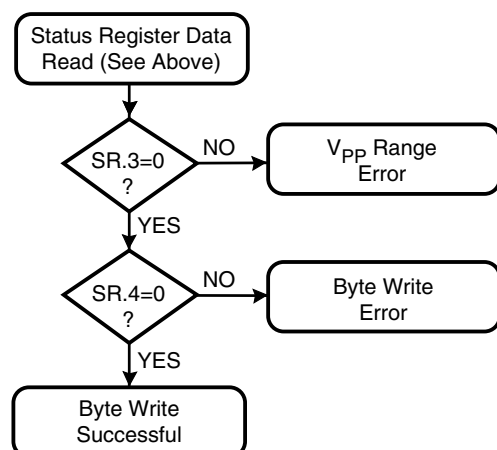 Status Register Data
Read (See Above)
SR.3=0
?
NO
V_PP Range
Error
YES
SR.4=0
?
NO
Byte Write
Error
YES
Byte Write
Successful